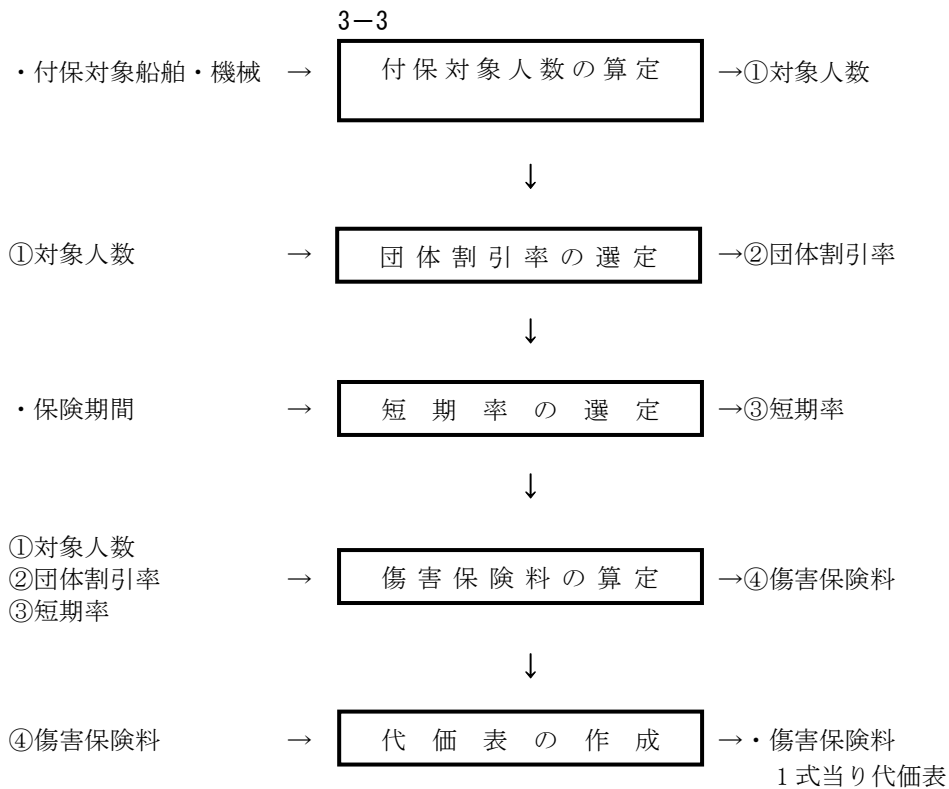 3－3
・付保対象船舶・機械 → 付保対象人数の算定 →①対象人数
↓
①対象人数 → 団体割引率の選定 →②団体割引率
↓
・保険期間 → 短期率の選定 →③短期率
↓
①対象人数
②団体割引率 → 傷害保険料の算定 →④傷害保険料
③短期率
↓
④傷害保険料 → 代価表の作成 →・傷害保険料
１式当り代価表